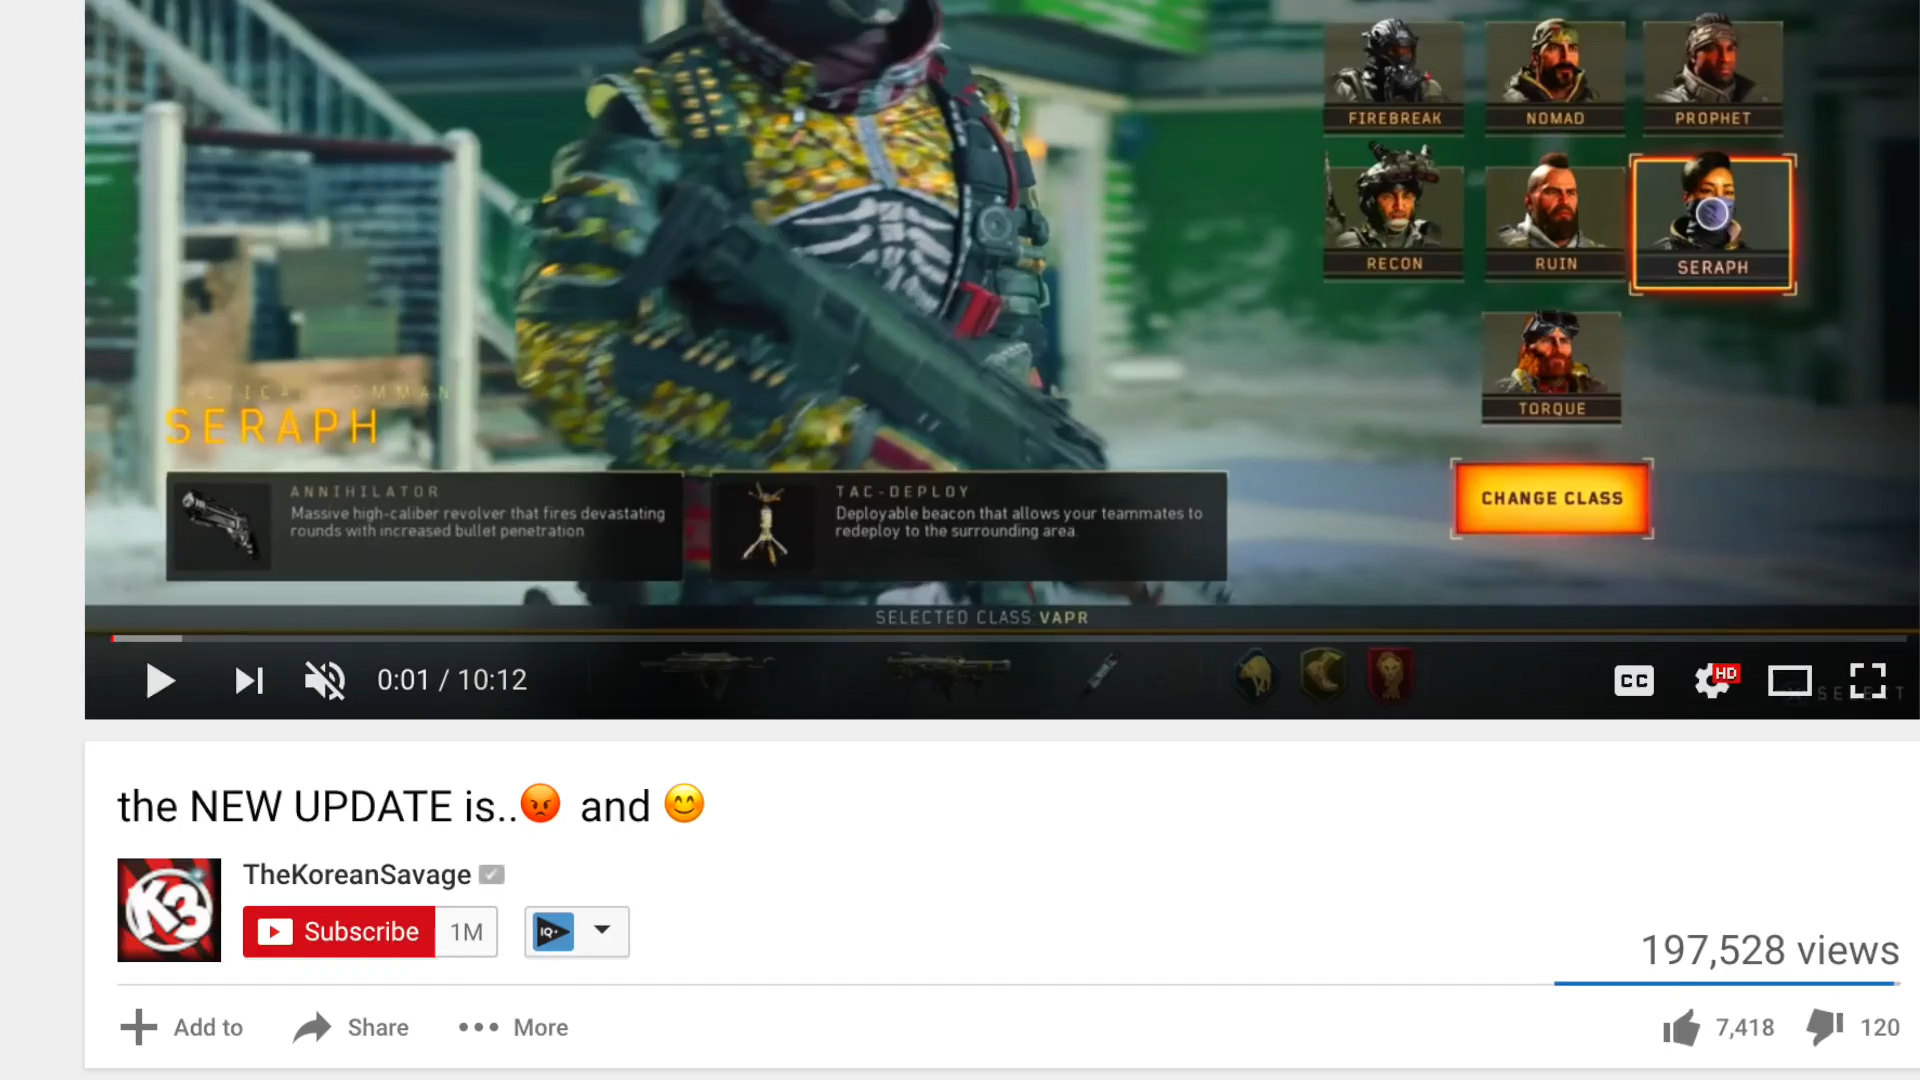 FIREBREAK
NOMAD
PROPHET
RECON
RUIN
SERAPH
TORQUE
SERAPH
ANNIHILATOR
Massive high-caliber revolver that fires devastating
rounds with increased bullet penetration
TAC-DEPLOY
Deployable beacon that allows your teammates to
redeploy to the surrounding area.
CHANGE CLASS
SELECTED CLASS VAPR
0:01 / 10:12
CC
HD
the NEW UPDATE is..😡 and 😊
K3
TheKoreanSavage
Subscribe 1M
IQ
197,528 views
Add to
Share
More
7,418
120